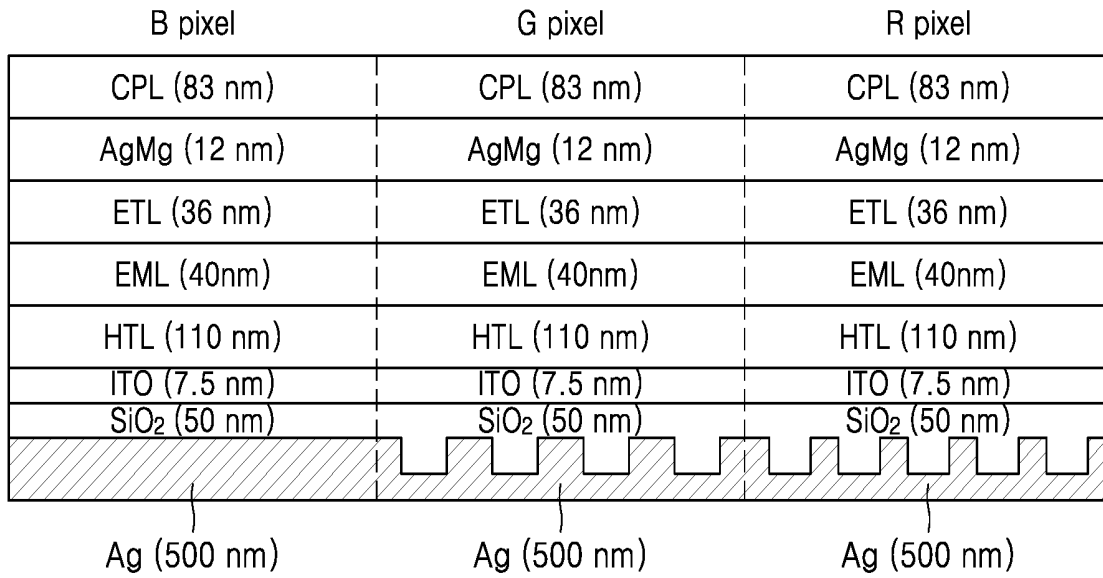 B pixel G pixel R pixel
CPL (83 nm) CPL (83 nm) CPL (83 nm)
AgMg (12 nm) AgMg (12 nm) AgMg (12 nm)
ETL (36 nm) ETL (36 nm) ETL (36 nm)
EML (40nm) EML (40nm) EML (40nm)
HTL (110 nm) HTL (110 nm) HTL (110 nm)
ITO (7.5 nm) ITO (7.5 nm) ITO (7.5 nm)
SiO₂ (50 nm) SiO₂ (50 nm) SiO₂ (50 nm)
Ag (500 nm) Ag (500 nm) Ag (500 nm)